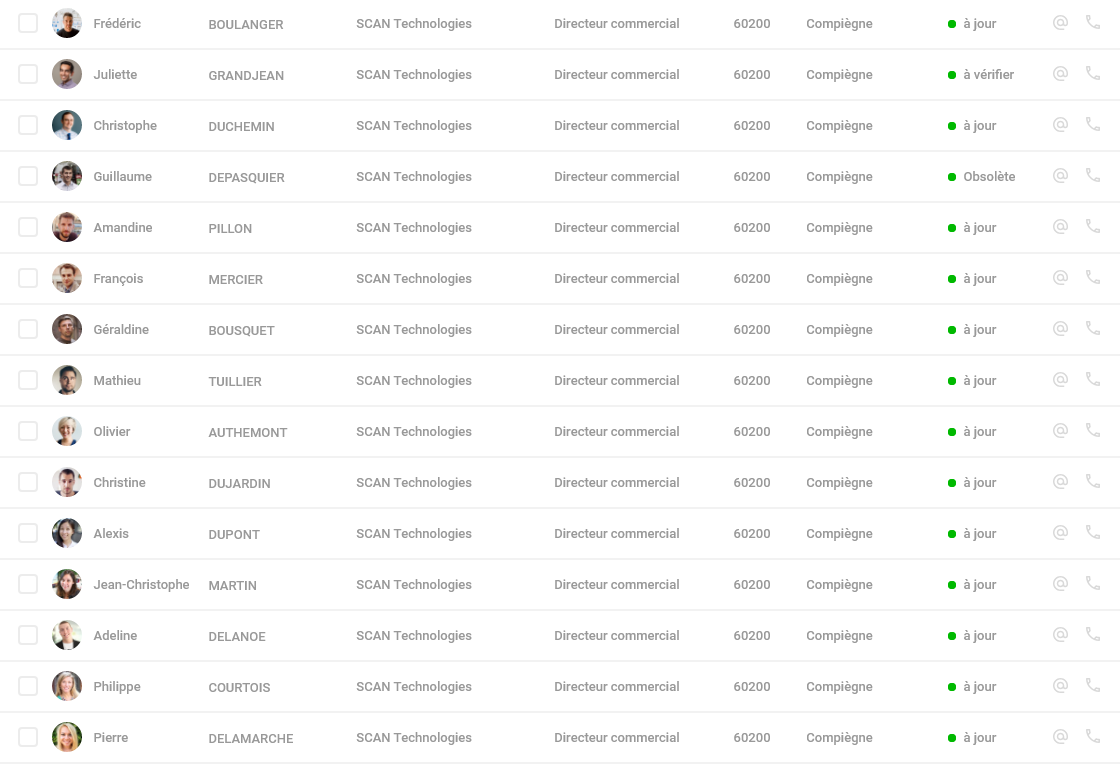 Frédéric BOULANGER SCAN Technologies Directeur commercial 60200 Compiègne à jour
Juliette GRANDJEAN SCAN Technologies Directeur commercial 60200 Compiègne à vérifier
Christophe DUCHEMIN SCAN Technologies Directeur commercial 60200 Compiègne à jour
Guillaume DEPASQUIER SCAN Technologies Directeur commercial 60200 Compiègne Obsolète
Amandine PILLON SCAN Technologies Directeur commercial 60200 Compiègne à jour
François MERCIER SCAN Technologies Directeur commercial 60200 Compiègne à jour
Géraldine BOUSQUET SCAN Technologies Directeur commercial 60200 Compiègne à jour
Mathieu TUILLIER SCAN Technologies Directeur commercial 60200 Compiègne à jour
Olivier AUTHEMONT SCAN Technologies Directeur commercial 60200 Compiègne à jour
Christine DUJARDIN SCAN Technologies Directeur commercial 60200 Compiègne à jour
Alexis DUPONT SCAN Technologies Directeur commercial 60200 Compiègne à jour
Jean-Christophe MARTIN SCAN Technologies Directeur commercial 60200 Compiègne à jour
Adeline DELANOE SCAN Technologies Directeur commercial 60200 Compiègne à jour
Philippe COURTOIS SCAN Technologies Directeur commercial 60200 Compiègne à jour
Pierre DELAMARCHE SCAN Technologies Directeur commercial 60200 Compiègne à jour